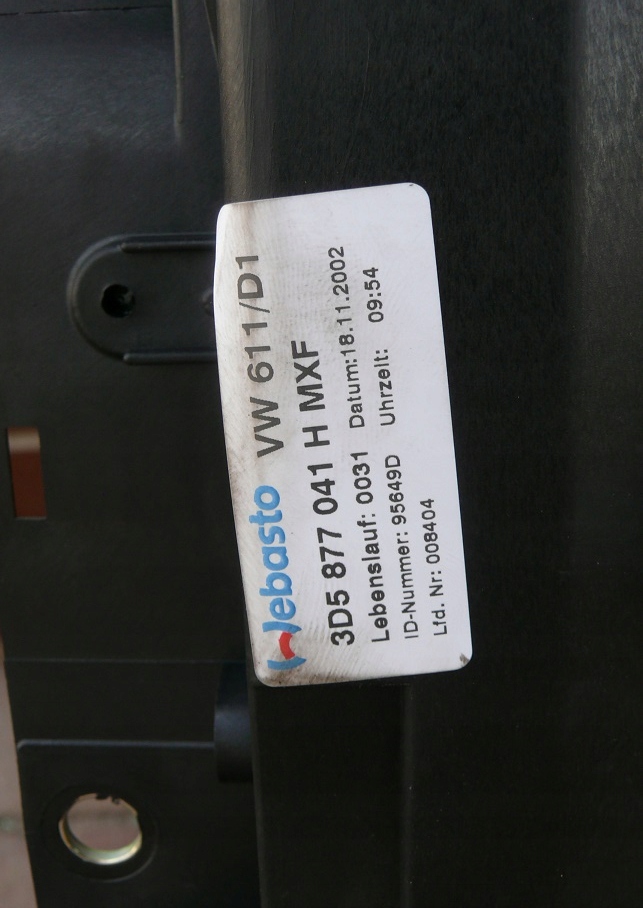 Webasto VW 611/D1
3D5 877 041 H MXF
Lebenslauf: 0031 Datum:18.11.2002
ID-Nummer: 95649D Uhrzeit: 09:54
Lfd. Nr: 008404